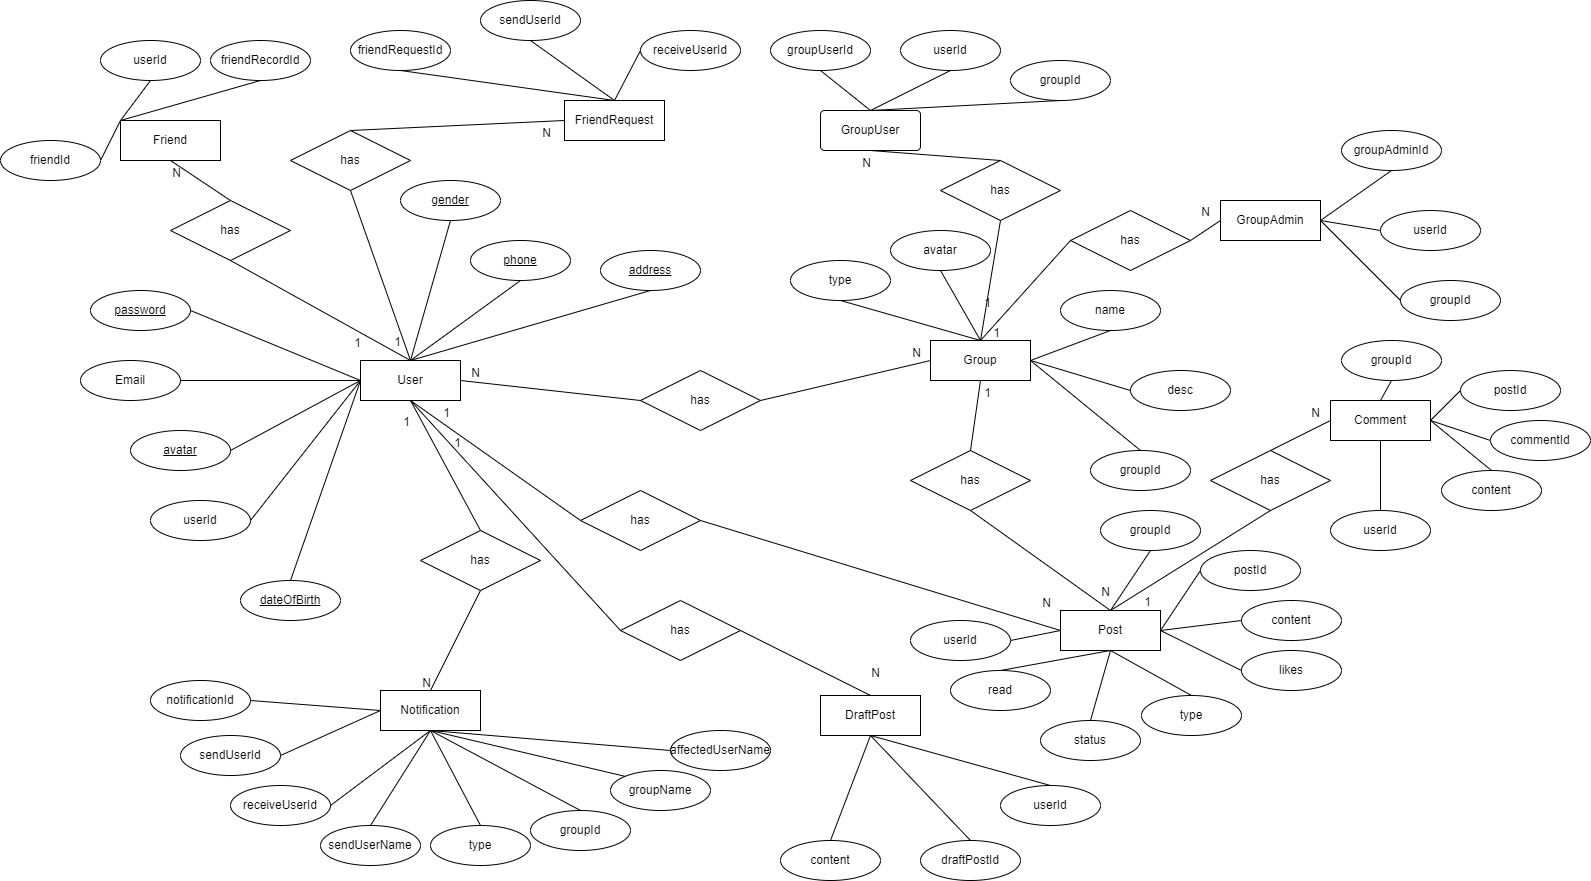 sendUserId
userId
friendRecordId
friendRequestId
receiveUserId
groupUserId
userId
groupId
FriendRequest
N
GroupUser
N
Friend
friendId
N
has
has
groupAdminId
gender
has
N
GroupAdmin
userId
has
avatar
has
phone
address
type
groupId
password
1
name
1
1
1
N
Group
groupId
Email
User
N
has
desc
postId
1
N
Comment
1
1
1
commentId
avatar
groupId
has
has
content
userId
has
groupId
userId
has
postId
dateOfBirth
N
N
1
content
has
userId
Post
likes
N
N
read
notificationId
Notification
DraftPost
type
sendUserId
affectedUserName
status
groupName
receiveUserId
userId
sendUserName
type
groupId
content
draftPostId